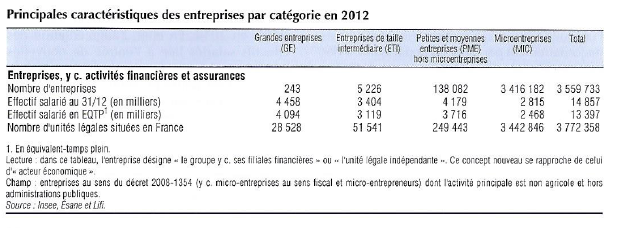 Principales caractéristiques des entreprises par catégorie en 2012
Grandes entreprises (GE) Entreprises de taille intermédiaire (ETI) Petites et moyennes entreprises (PME) hors microentreprises Microentreprises (MIC) Total
Entreprises, y c. activités financières et assurances
Nombre d'entreprises 243 5 226 138 082 3 416 182 3 559 733
Effectif salarié au 31/12 (en milliers) 4 458 3 404 4 179 2 815 14 857
Effectif salarié en EQTP¹ (en milliers) 4 094 3 119 3 716 2 468 13 397
Nombre d'unités légales situées en France 28 528 51 541 249 443 3 442 846 3 772 358
1. En équivalent-temps plein.
Lecture : dans ce tableau, l'entreprise désigne « le groupe y c. ses filiales financières » ou « l'unité légale indépendante ». Ce concept nouveau se rapproche de celui
d'« acteur économique ».
Champ : entreprises au sens du décret 2008-1354 (y c. micro-entreprises au sens fiscal et micro-entrepreneurs) dont l'activité principale est non agricole et hors
administrations publiques.
Source : Insee, Esane et Lifi.